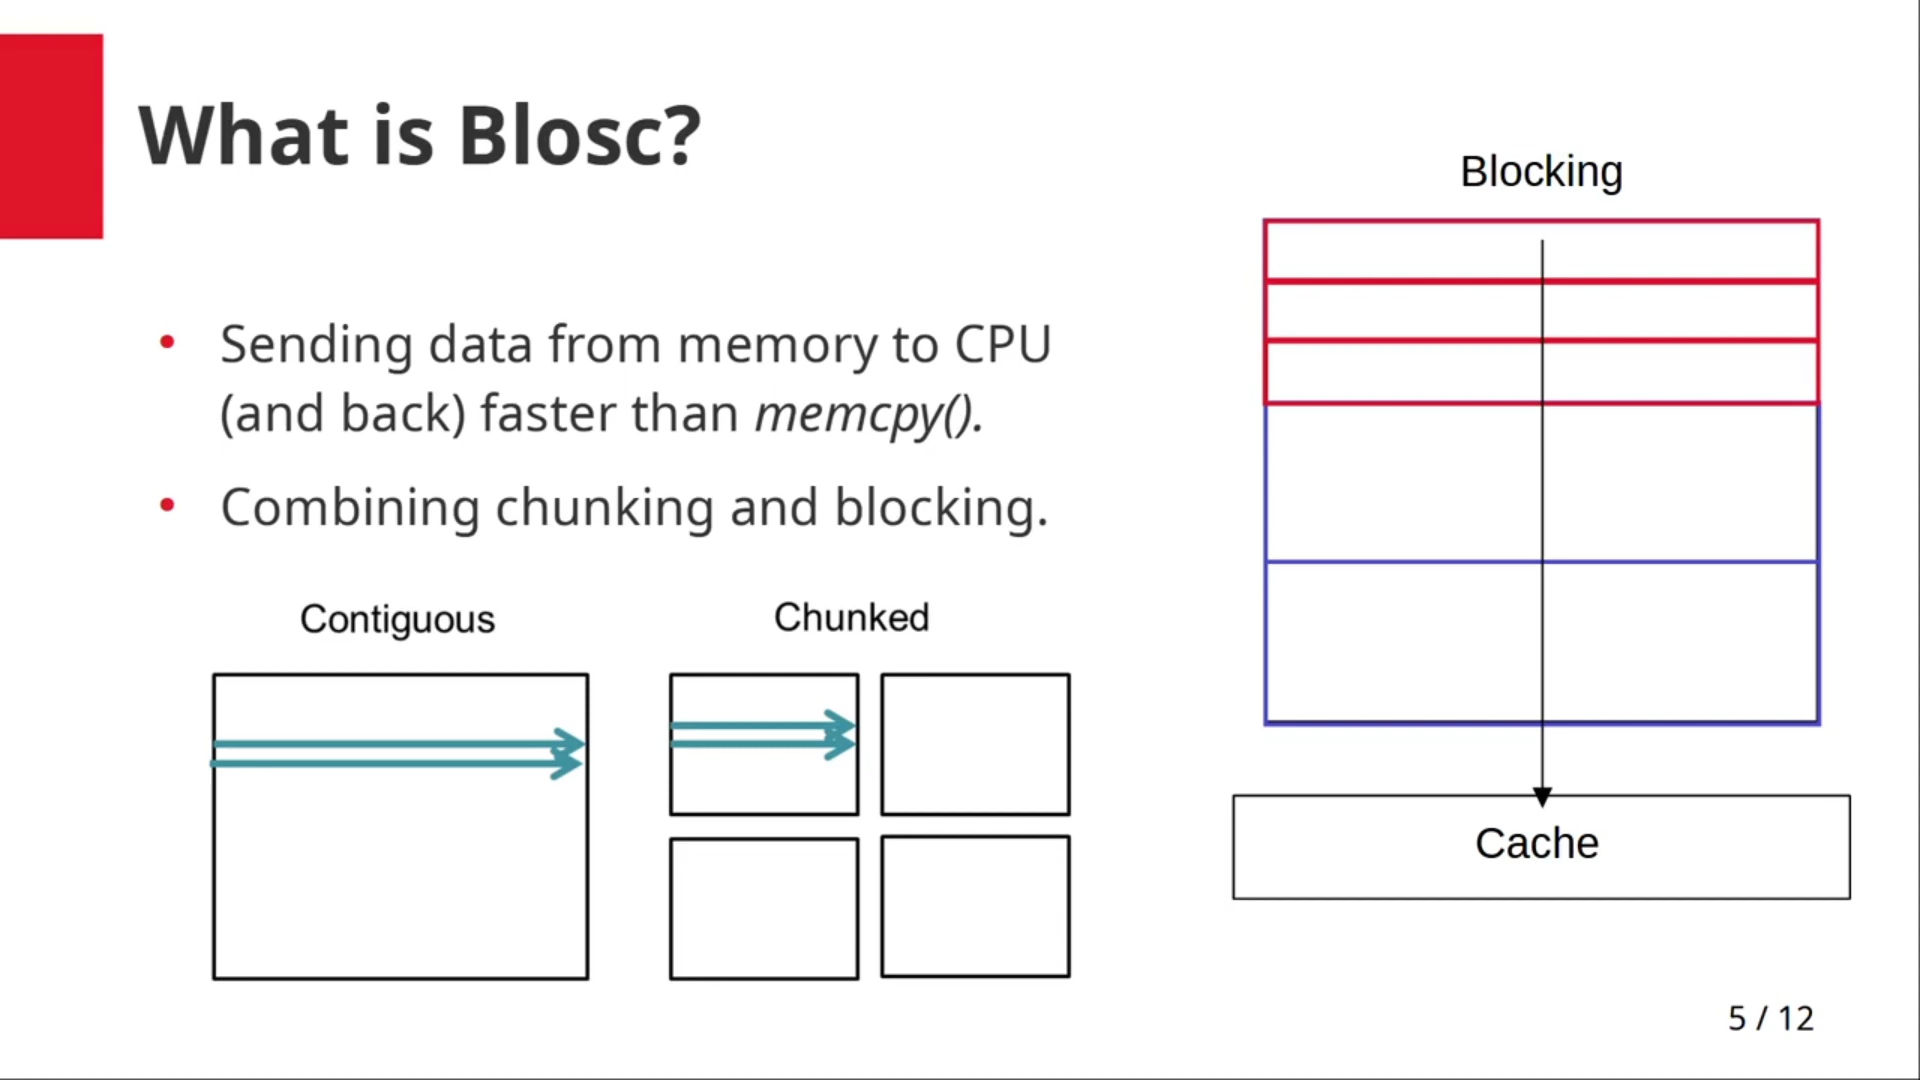 What is Blosc?
• Sending data from memory to CPU
(and back) faster than memcpy().
• Combining chunking and blocking.
Contiguous
Chunked
Blocking
Cache
5 / 12